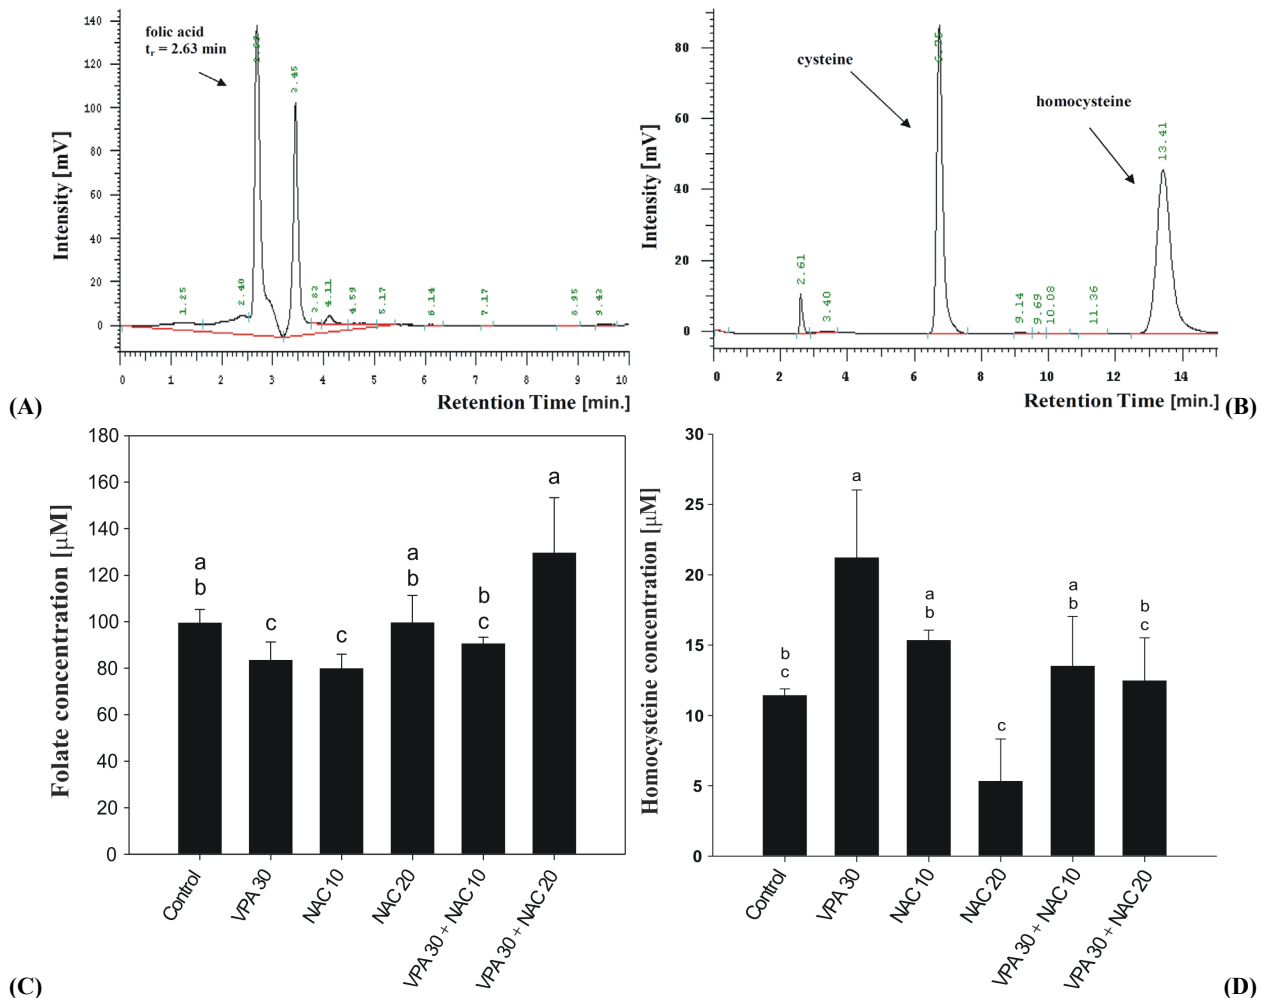 folic acid
tr = 2.63 min
2.63
3.45
1.25
2.40
3.82
4.11
4.59
5.17
6.14
7.17
8.95
9.42
140
120
100
80
60
40
20
0
Intensity [mV]
0 1 2 3 4 5 6 7 8 9 10
Retention Time [min.]
(A)
cysteine
homocysteine
6.75
13.41
2.61
3.40
9.14
9.69
10.08
11.36
80
60
40
20
0
Intensity [mV]
0 2 4 6 8 10 12 14
Retention Time [min.]
(B)
180
160
140
120
100
80
60
40
20
0
Folate concentration [μM]
a
b
c
c
a
b
b
c
a
Control
VPA 30
NAC 10
NAC 20
VPA 30 + NAC 10
VPA 30 + NAC 20
(C)
30
25
20
15
10
5
0
Homocysteine concentration [μM]
b
c
a
a
b
c
a
b
b
c
Control
VPA 30
NAC 10
NAC 20
VPA 30 + NAC 10
VPA 30 + NAC 20
(D)